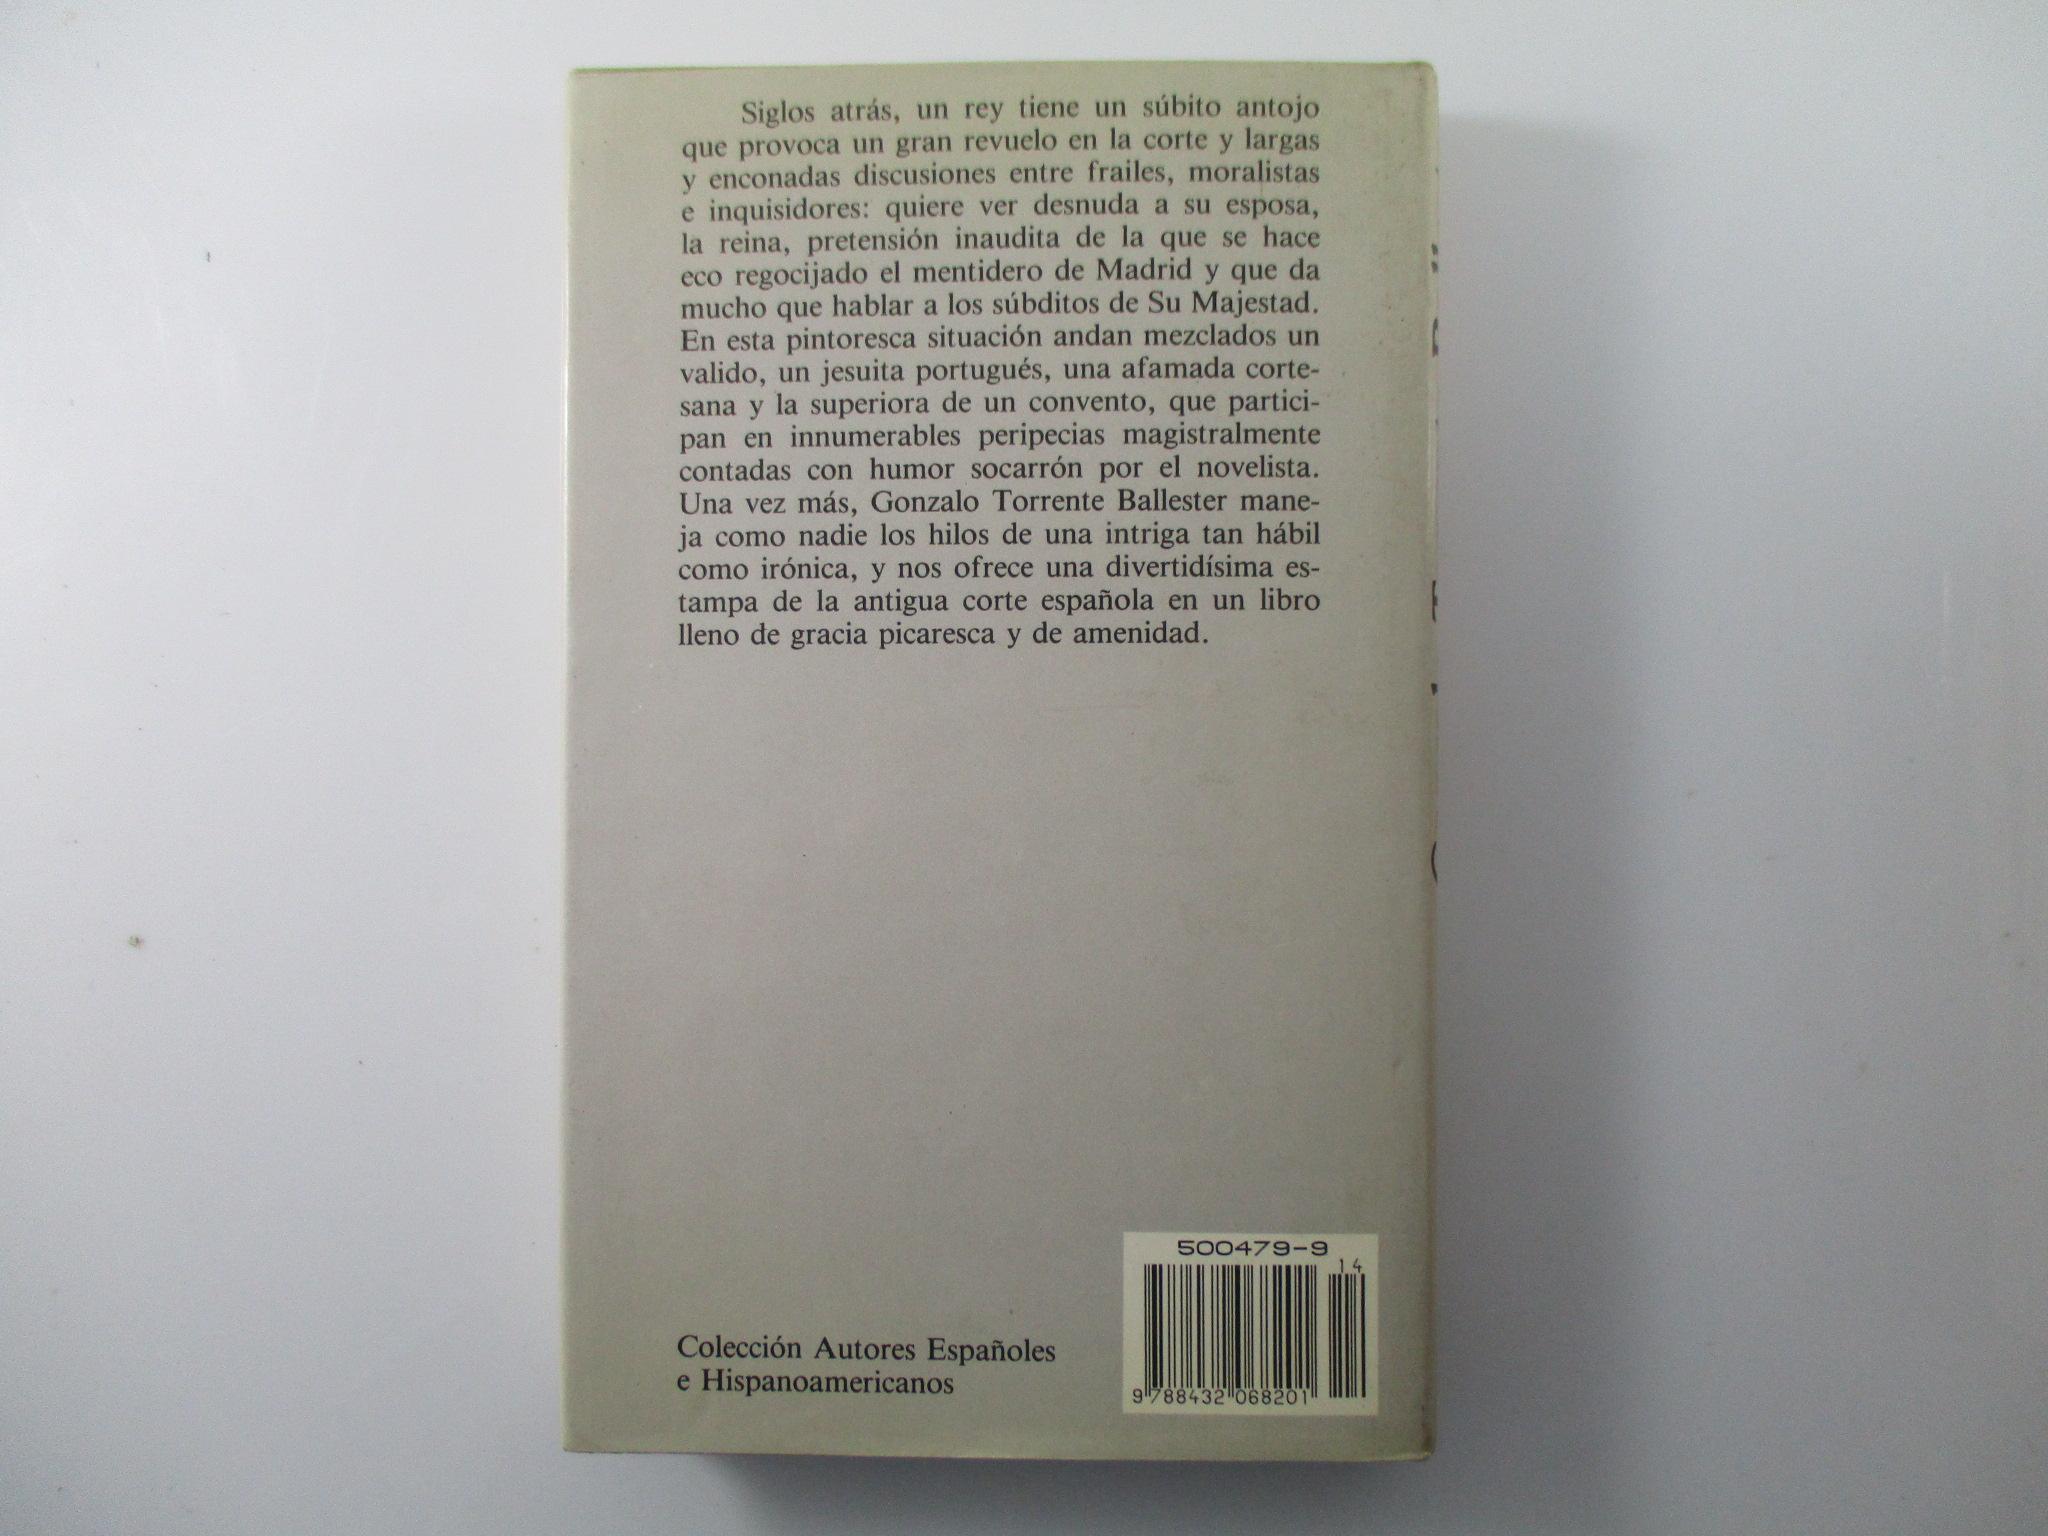 Siglos atrás, un rey tiene un súbito antojo
que provoca un gran revuelo en la corte y largas
y enconadas discusiones entre frailes, moralistas
e inquisidores: quiere ver desnuda a su esposa,
la reina, pretensión inaudita de la que se hace
eco regocijado el mentidero de Madrid y que da
mucho que hablar a los súbditos de Su Majestad.
En esta pintoresca situación andan mezclados un
valido, un jesuita portugués, una afamada corte-
sana y la superiora de un convento, que partici-
pan en innumerables peripecias magistralmente
contadas con humor socarrón por el novelista.
Una vez más, Gonzalo Torrente Ballester mane-
ja como nadie los hilos de una intriga tan hábil
como irónica, y nos ofrece una divertidísima es-
tampa de la antigua corte española en un libro
lleno de gracia picaresca y de amenidad.
Colección Autores Españoles
e Hispanoamericanos
500479-9
14
9 788432 068201